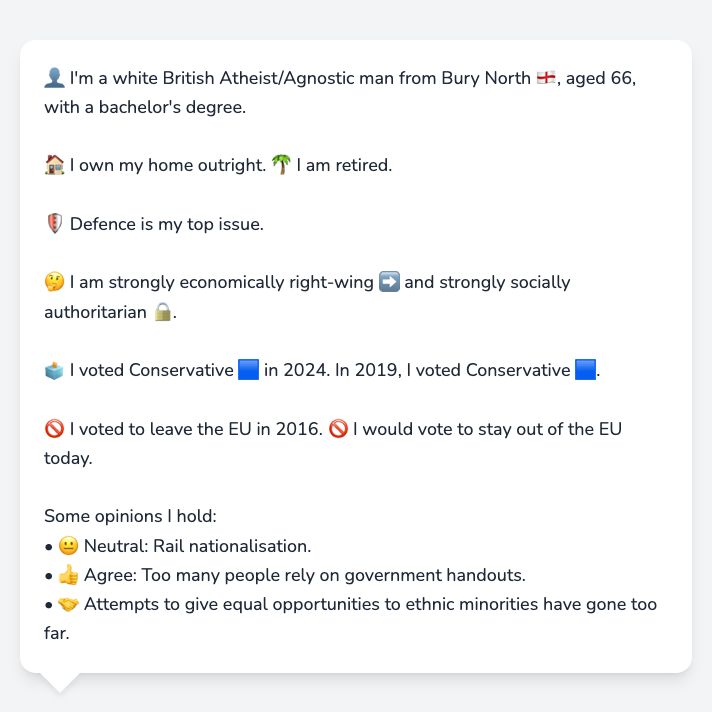 👤 I'm a white British Atheist/Agnostic man from Bury North 🏴󠁧󠁢󠁥󠁮󠁧󠁿, aged 66,
with a bachelor's degree.
🏠 I own my home outright. 🌴 I am retired.
🛡️ Defence is my top issue.
🤔 I am strongly economically right-wing ➡️ and strongly socially
authoritarian 🔒.
🗳️ I voted Conservative 🟦 in 2024. In 2019, I voted Conservative 🟦.
🚫 I voted to leave the EU in 2016. 🚫 I would vote to stay out of the EU
today.
Some opinions I hold:
• 😐 Neutral: Rail nationalisation.
• 👍 Agree: Too many people rely on government handouts.
• 🤝 Attempts to give equal opportunities to ethnic minorities have gone too
far.